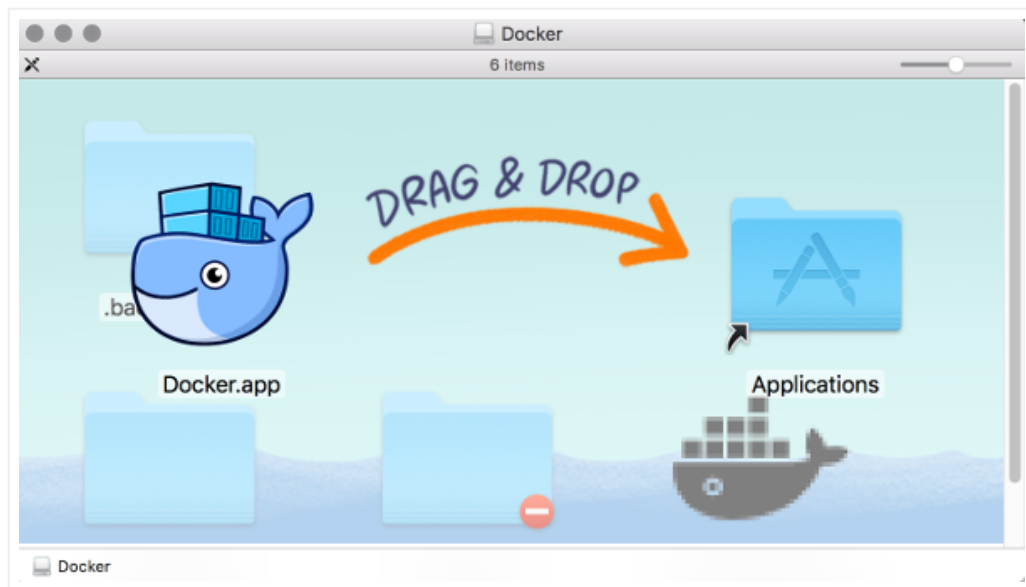 Docker
6 items
DRAG & DROP
.ba
Docker.app
Applications
Docker